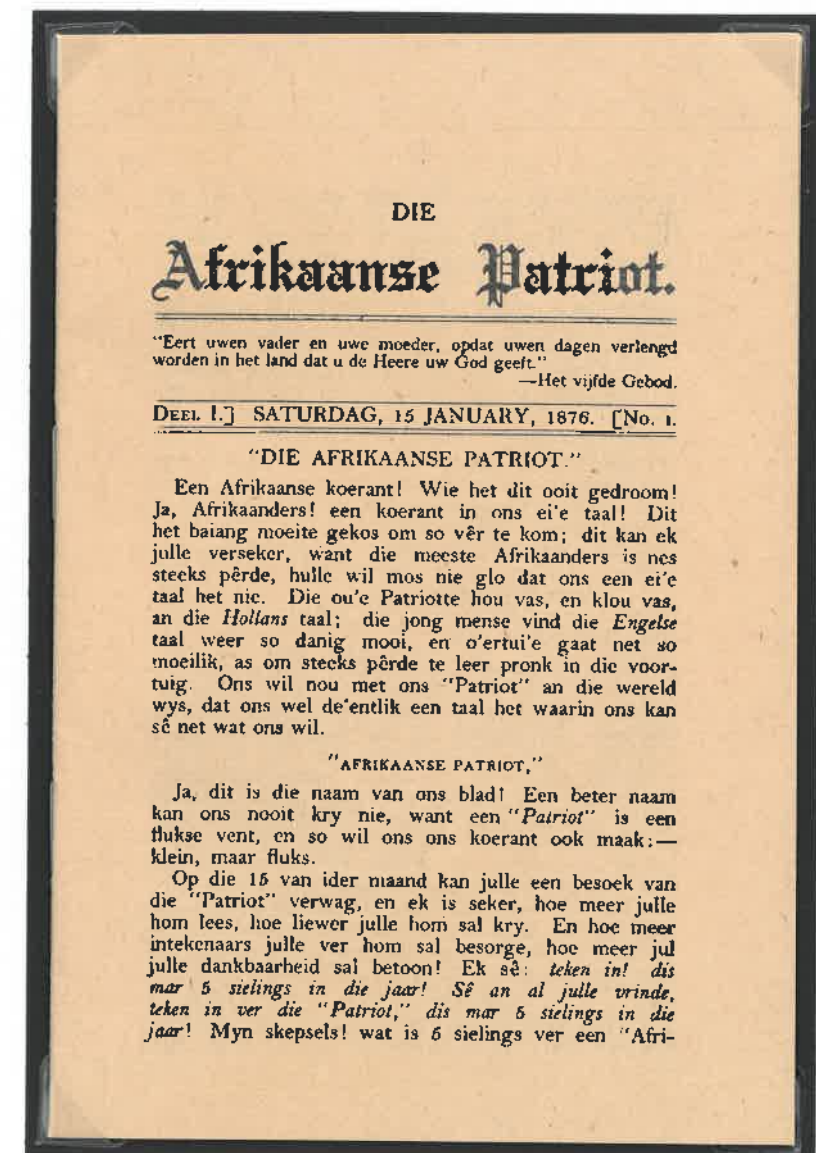 DIE
Afrikaanse Patriot.
"Eert uwen vader en uwe moeder, opdat uwen dagen verlengd
worden in het land dat u de Heere uw God geeft."
—Het vijfde Gebod.
DEEL I.] SATURDAG, 15 JANUARY, 1876. [No. 1.
"DIE AFRIKAANSE PATRIOT."
Een Afrikaanse koerant! Wie het dit ooit gedroom!
Ja, Afrikaanders! een koerant in ons ei'e taal! Dit
het baiang moeite gekos om so vêr te kom; dit kan ek
julle verseker, want die meeste Afrikaanders is nes
steeks pêrde, hulle wil mos nie glo dat ons een ei'e
taal het nie. Die ou'e Patriotte hou vas, en klou vas,
an die Hollans taal; die jong mense vind die Engelse
taal weer so danig mooi, en o'ertui'e gaat net so
moeilik, as om steeks pêrde te leer pronk in die voor-
tuig. Ons wil nou met ons "Patriot" an die wereld
wys, dat ons wel de'entlik een taal het waarin ons kan
sê net wat ons wil.
"AFRIKAANSE PATRIOT,"
Ja, dit is die naam van ons blad! Een beter naam
kan ons nooit kry nie, want een "Patriot" is een
flukse vent, en so wil ons ons koerant ook maak:—
klein, maar fluks.
Op die 15 van ider maand kan julle een besoek van
die "Patriot" verwag, en ek is seker, hoe meer julle
hom lees, hoe liewer julle hom sal kry. En hoe meer
intekenaars julle ver hom sal besorge, hoe meer jul
julle dankbaarheid sal betoon! Ek sê: teken in! dis
mar 5 sielings in die jaar! Sê an al julle vrinde,
teken in ver die "Patriot," dis mar 5 sielings in die
jaar! Myn skepsels! wat is 5 sielings ver een "Afri-